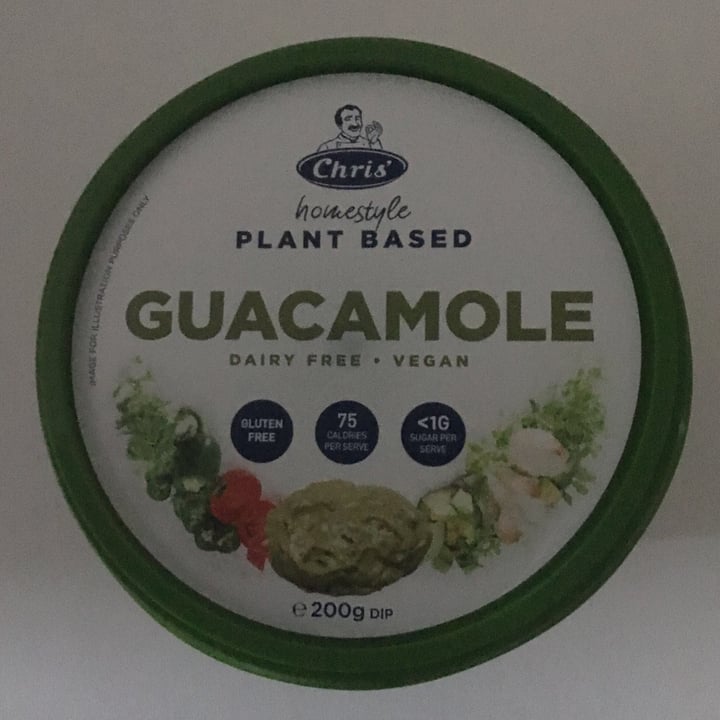 Chris'
homestyle
PLANT BASED
GUACAMOLE
DAIRY FREE • VEGAN
GLUTEN
FREE
75
CALORIES
PER SERVE
<1G
SUGAR PER
SERVE
℮ 200g DIP
IMAGE FOR ILLUSTRATION PURPOSES ONLY